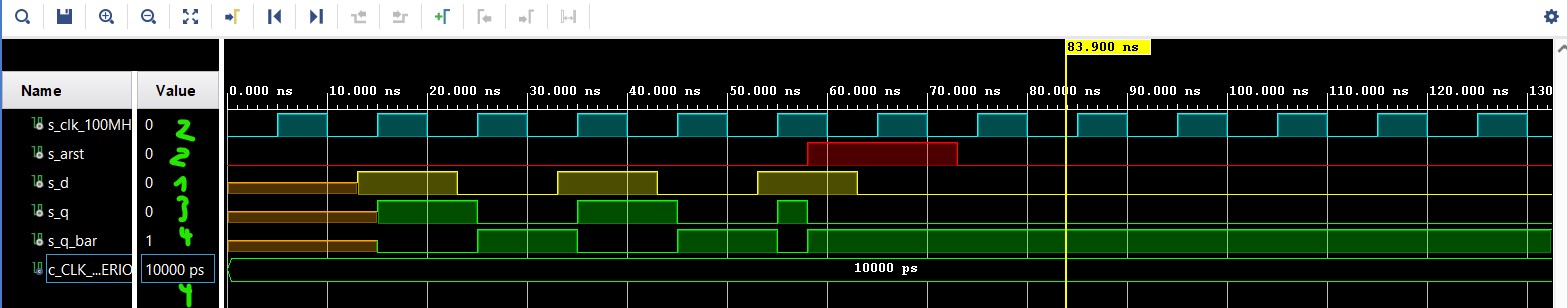 83.900 ns
Name Value
0.000 ns 10.000 ns 20.000 ns 30.000 ns 40.000 ns 50.000 ns 60.000 ns 70.000 ns 80.000 ns 90.000 ns 100.000 ns 110.000 ns 120.000 ns 130
s_clk_100MH 0 2
s_arst 0 2
s_d 0 1
s_q 0 3
s_q_bar 1 4
c_CLK_...ERIO 10000 ps 10000 ps
4